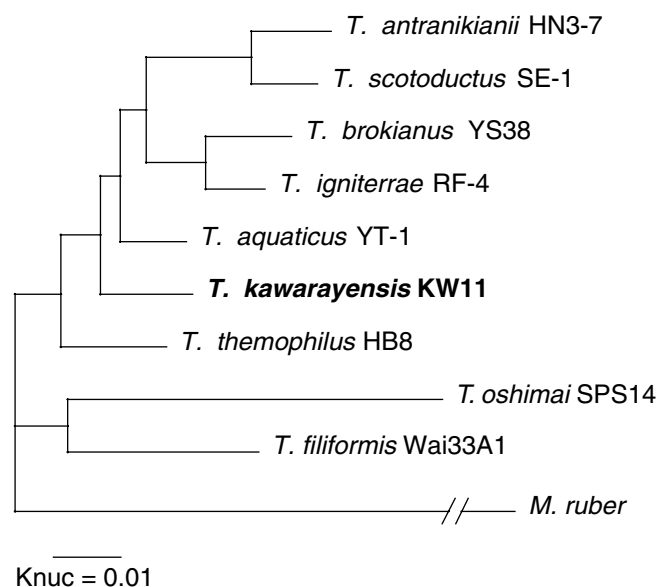 T. antranikianii HN3-7
T. scotoductus SE-1
T. brokianus YS38
T. igniterrae RF-4
T. aquaticus YT-1
T. kawarayensis KW11
T. themophilus HB8
T. oshimai SPS14
T. filiformis Wai33A1
M. ruber
Knuc = 0.01